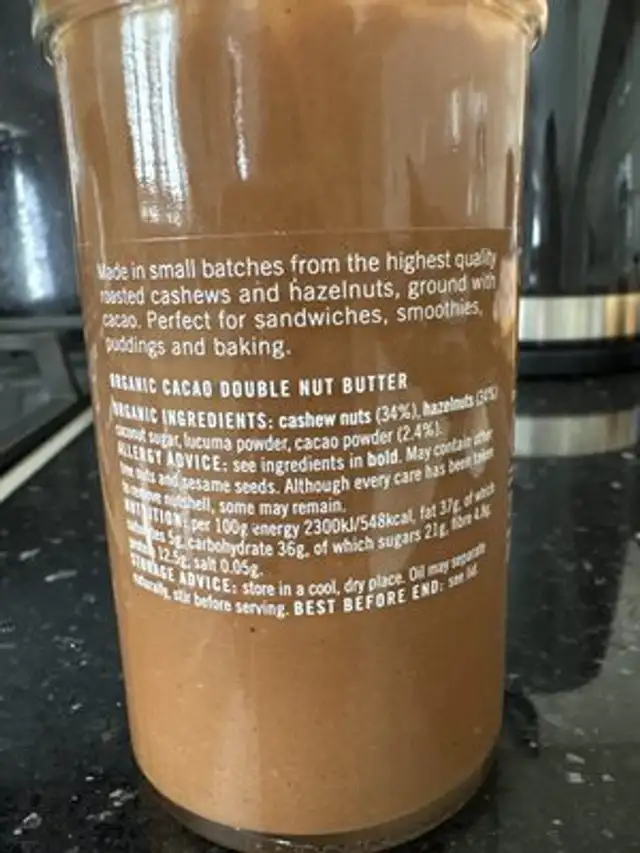 Made in small batches from the highest quality
roasted cashews and hazelnuts, ground with
cacao. Perfect for sandwiches, smoothies,
puddings and baking.
ORGANIC CACAO DOUBLE NUT BUTTER
ORGANIC INGREDIENTS: cashew nuts (34%), hazelnuts (34%)
coconut sugar, lucuma powder, cacao powder (2.4%).
ALLERGY ADVICE: see ingredients in bold. May contain other
tree nuts and sesame seeds. Although every care has been taken
to remove nutshell, some may remain.
NUTRITION: per 100g energy 2300kJ/548kcal, fat 37g, of which
saturates 5g, carbohydrate 36g, of which sugars 21g, fibre 4.8g,
protein 12.5g, salt 0.05g.
STORAGE ADVICE: store in a cool, dry place. Oil may separate
naturally, stir before serving. BEST BEFORE END: see lid.